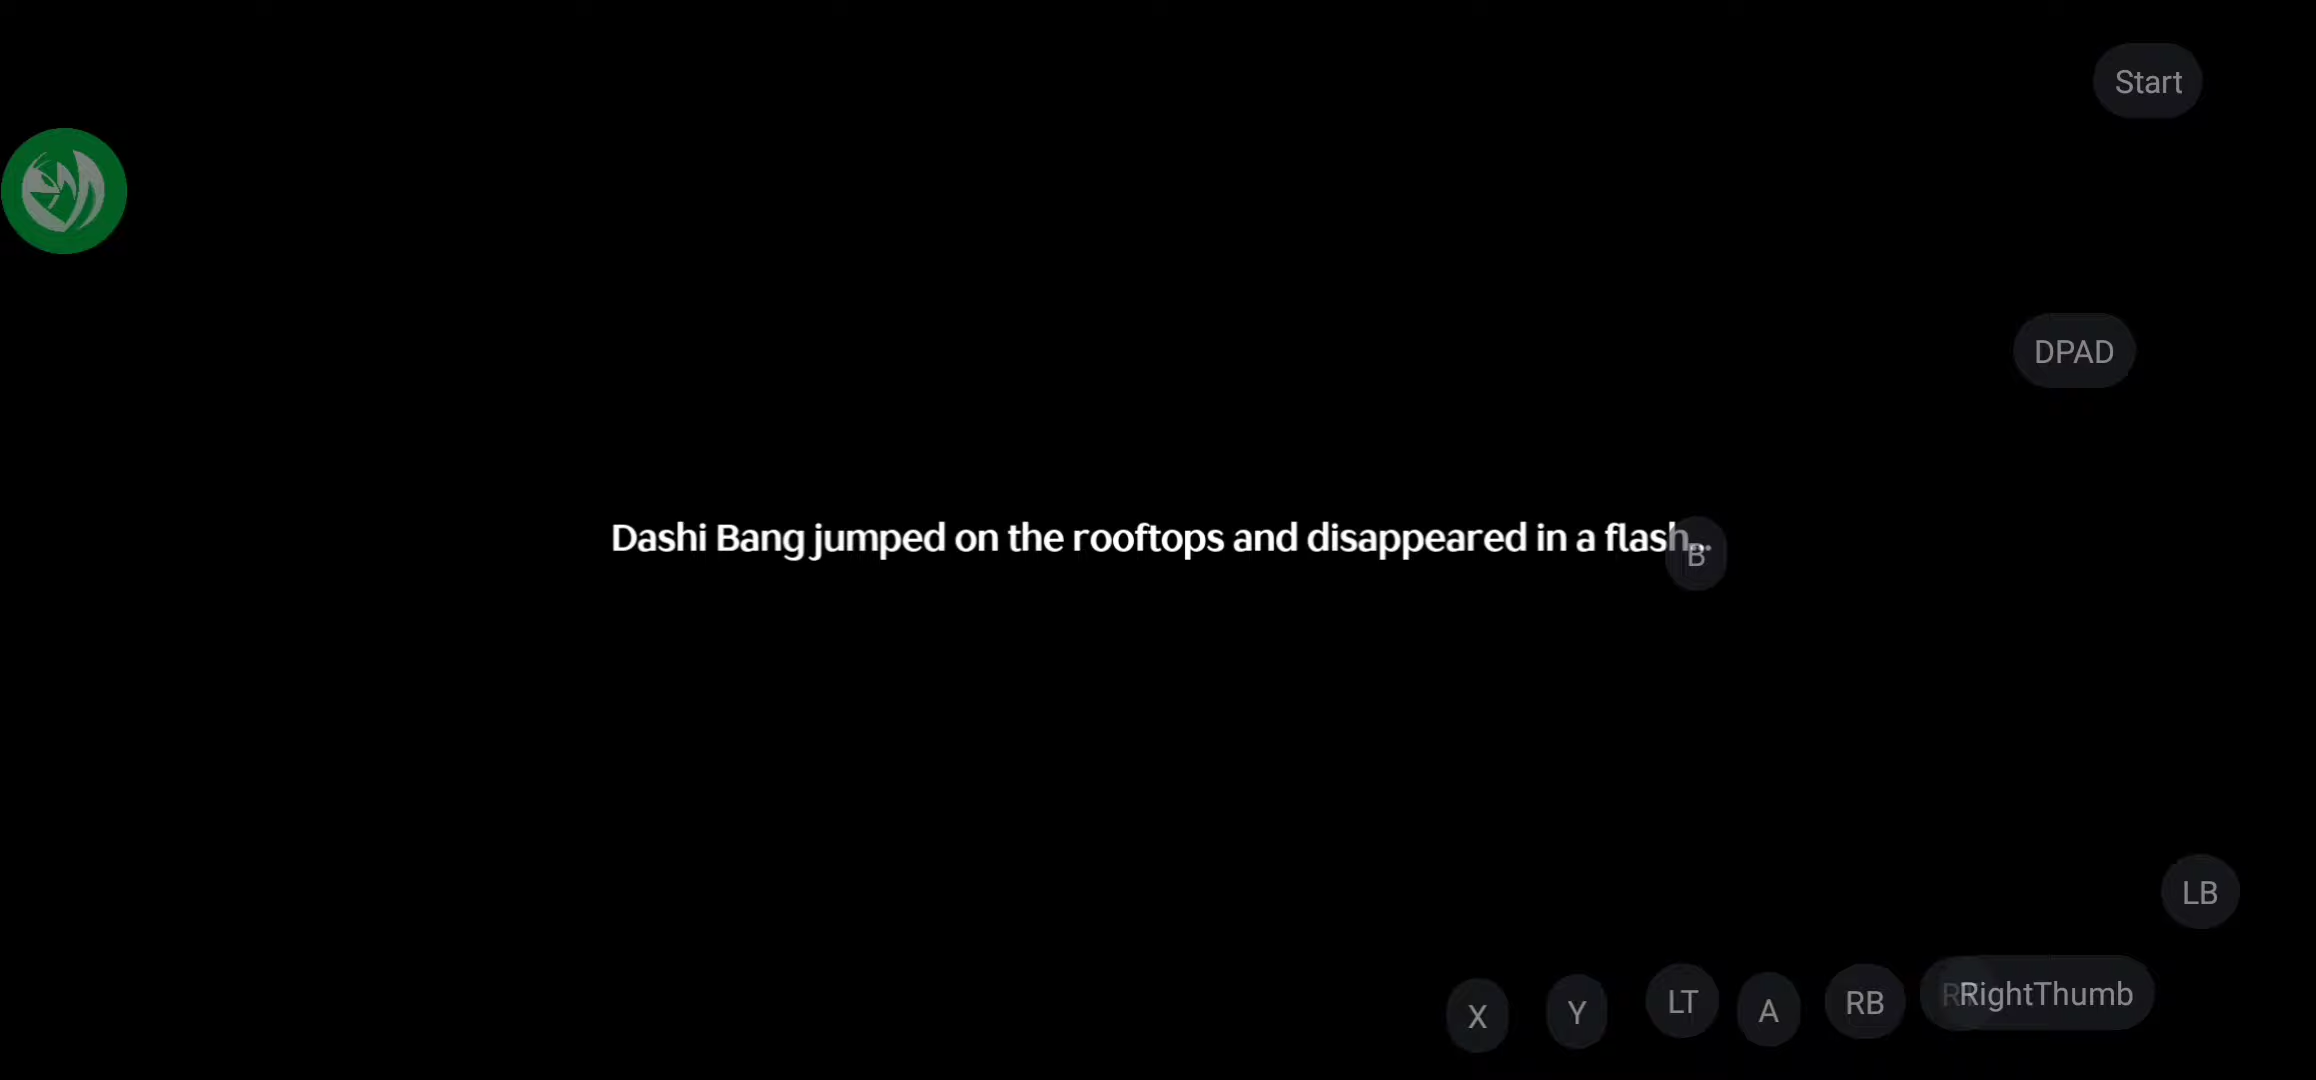 Start
DPAD
Dashi Bang jumped on the rooftops and disappeared in a flash...
B
LB
X
Y
LT
A
RB
RightThumb